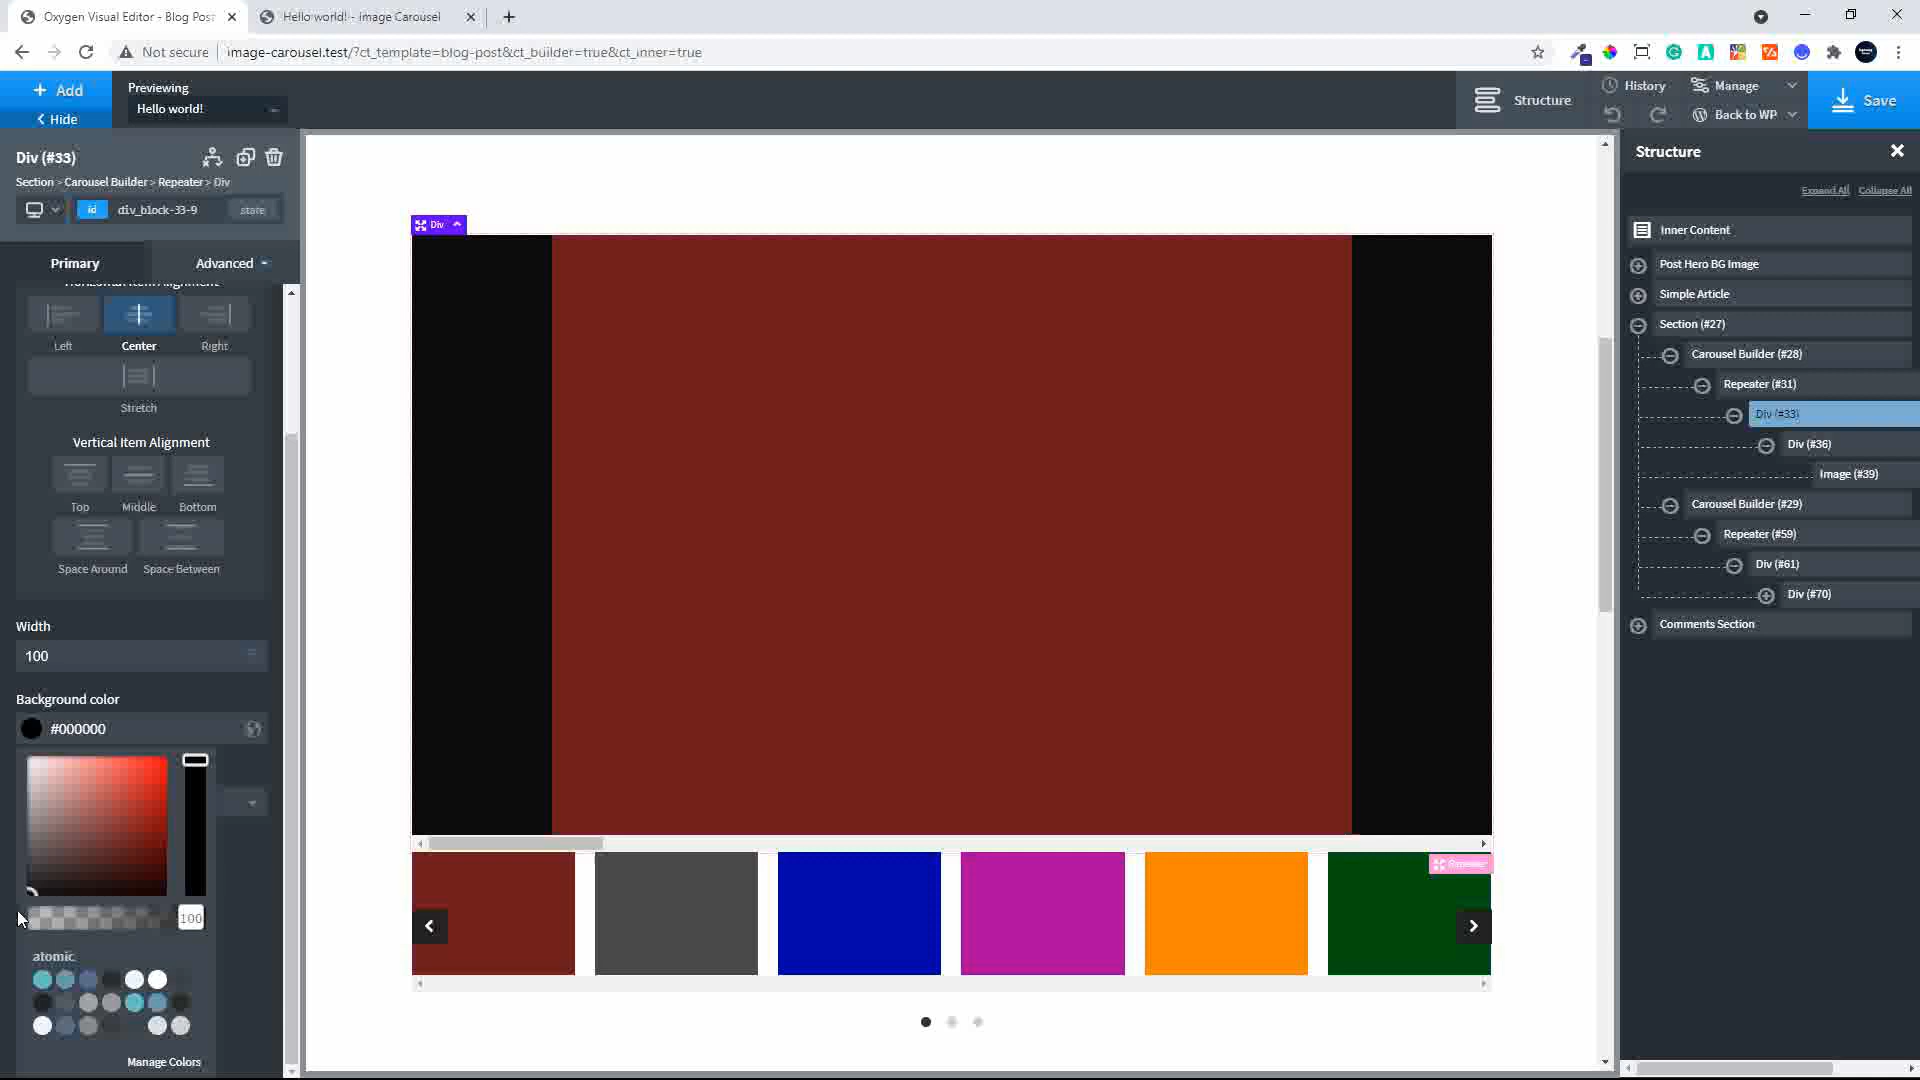 Oxygen Visual Editor - Blog Post
Hello world! - Image Carousel
Not secure
image-carousel.test/?ct_template=blog-post&ct_builder=true&ct_inner=true
Add
Hide
Previewing
Hello world!
Structure
History
Manage
Back to WP
Save
Div (#33)
Section > Carousel Builder > Repeater > Div
id
div_block-33-9
state
Primary
Advanced
Horizontal Item Alignment
Left
Center
Right
Stretch
Vertical Item Alignment
Top
Middle
Bottom
Space Around
Space Between
Width
100
Background color
#000000
100
atomic
Manage Colors
Div
Repeater
Structure
Expand All
Collapse All
Inner Content
Post Hero BG Image
Simple Article
Section (#27)
Carousel Builder (#28)
Repeater (#31)
Div (#33)
Div (#36)
Image (#39)
Carousel Builder (#29)
Repeater (#59)
Div (#61)
Div (#70)
Comments Section